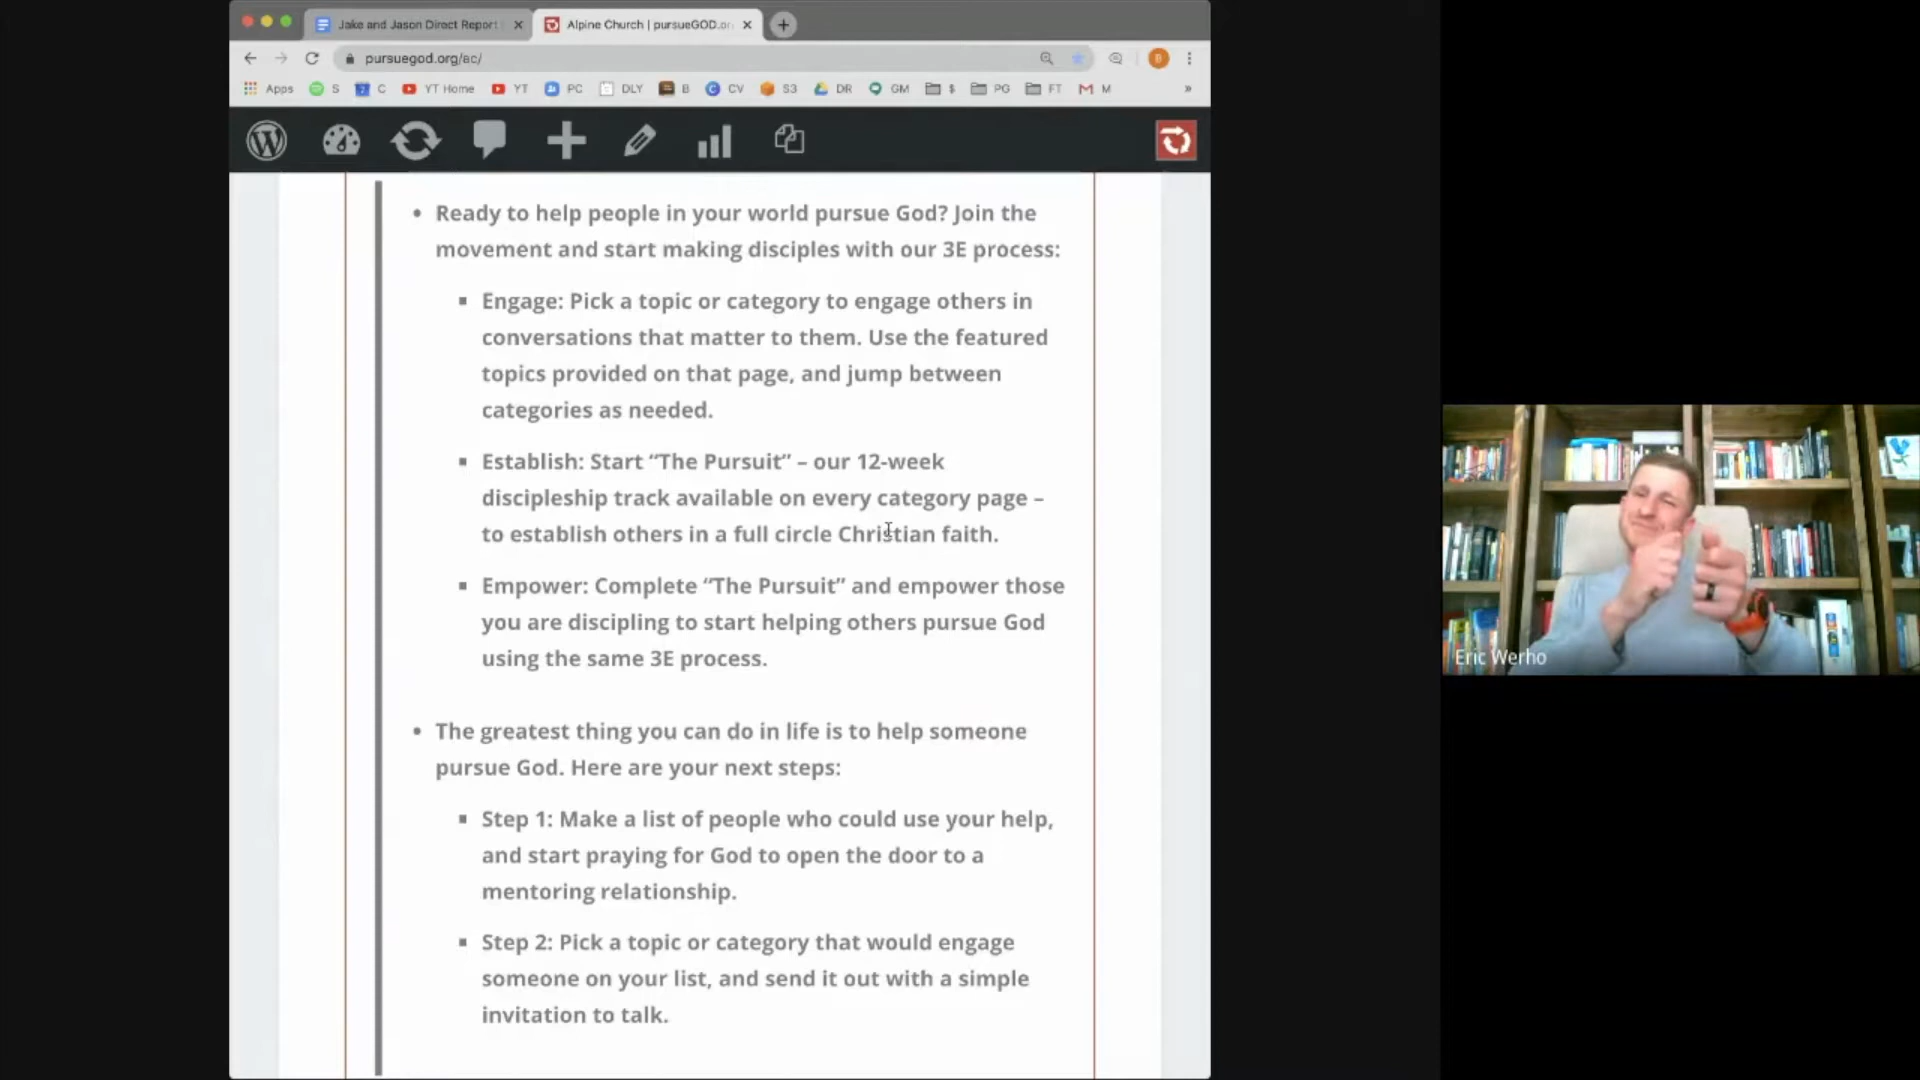 Jake and Jason Direct Report
Alpine Church | pursueGOD.or
pursuegod.org/ac/
Apps S C YT Home YT PC DLY B CV S3 DR GM $ PG FT M
Ready to help people in your world pursue God? Join the
movement and start making disciples with our 3E process:
Engage: Pick a topic or category to engage others in
conversations that matter to them. Use the featured
topics provided on that page, and jump between
categories as needed.
Establish: Start “The Pursuit” – our 12-week
discipleship track available on every category page –
to establish others in a full circle Christian faith.
Empower: Complete “The Pursuit” and empower those
you are discipling to start helping others pursue God
using the same 3E process.
The greatest thing you can do in life is to help someone
pursue God. Here are your next steps:
Step 1: Make a list of people who could use your help,
and start praying for God to open the door to a
mentoring relationship.
Step 2: Pick a topic or category that would engage
someone on your list, and send it out with a simple
invitation to talk.
Eric Werho